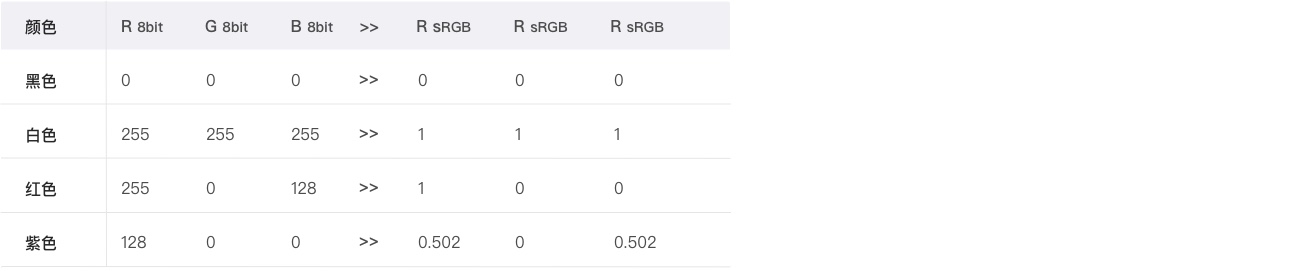 颜色 R 8bit G 8bit B 8bit >> R sRGB R sRGB R sRGB
黑色 0 0 0 >> 0 0 0
白色 255 255 255 >> 1 1 1
红色 255 0 128 >> 1 0 0
紫色 128 0 0 >> 0.502 0 0.502